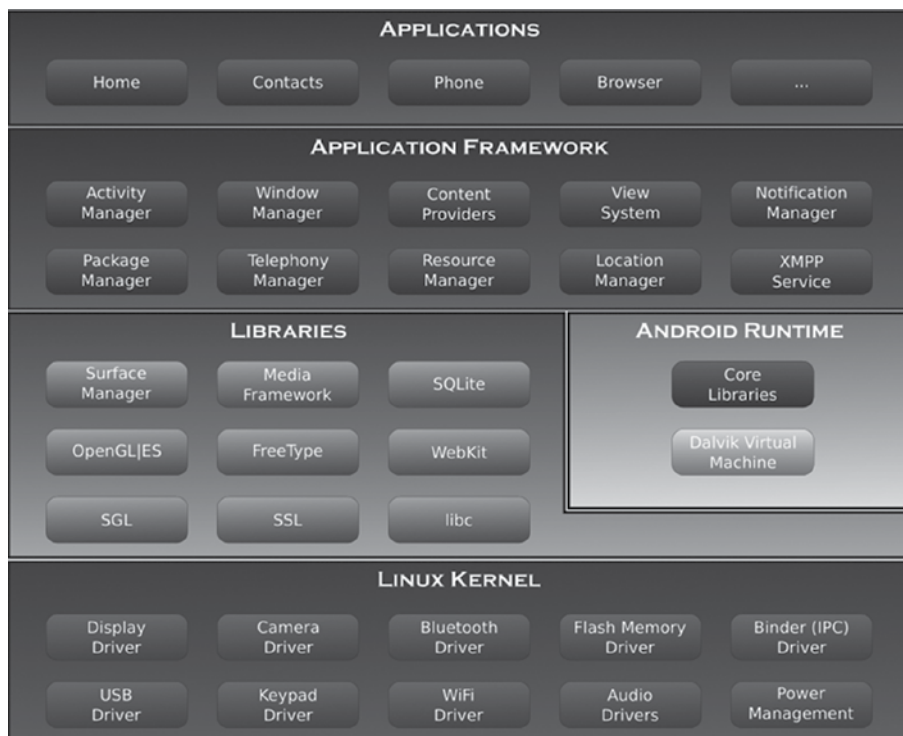 APPLICATIONS
Home
Contacts
Phone
Browser
...
APPLICATION FRAMEWORK
Activity
Manager
Window
Manager
Content
Providers
View
System
Notification
Manager
Package
Manager
Telephony
Manager
Resource
Manager
Location
Manager
XMPP
Service
LIBRARIES
Surface
Manager
Media
Framework
SQLite
OpenGL|ES
FreeType
WebKit
SGL
SSL
libc
ANDROID RUNTIME
Core
Libraries
Dalvik Virtual
Machine
LINUX KERNEL
Display
Driver
Camera
Driver
Bluetooth
Driver
Flash Memory
Driver
Binder (IPC)
Driver
USB
Driver
Keypad
Driver
WiFi
Driver
Audio
Drivers
Power
Management